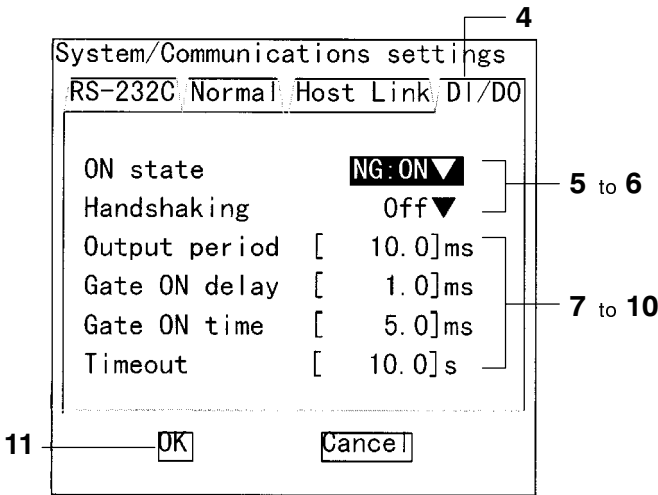 4
System/Communications settings
RS-232C Normal Host Link DI/DO
ON state NG:ON▼
5 to 6
Handshaking Off▼
Output period [ 10.0]ms
Gate ON delay [ 1.0]ms
7 to 10
Gate ON time [ 5.0]ms
Timeout [ 10.0]s
11 OK Cancel